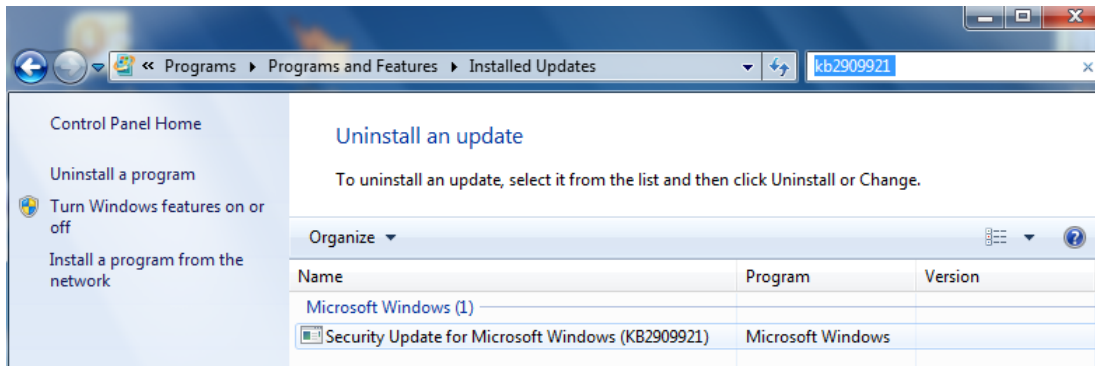 « Programs ▸ Programs and Features ▸ Installed Updates
kb2909921
Control Panel Home
Uninstall a program
Turn Windows features on or
off
Install a program from the
network
Uninstall an update
To uninstall an update, select it from the list and then click Uninstall or Change.
Organize
Name Program Version
Microsoft Windows (1)
Security Update for Microsoft Windows (KB2909921) Microsoft Windows